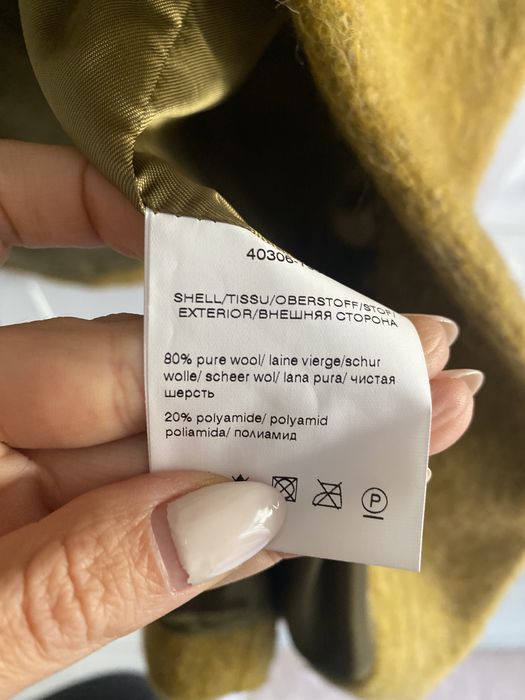 SHELL/TISSU/OBERSTOFF/STOF
EXTERIOR/ВНЕШНЯЯ СТОРОНА
80% pure wool/ laine vierge/schur
wolle/ scheer wol/ lana pura/ чистая
шерсть
20% polyamide/ polyamid
poliamida/ полиамид
P